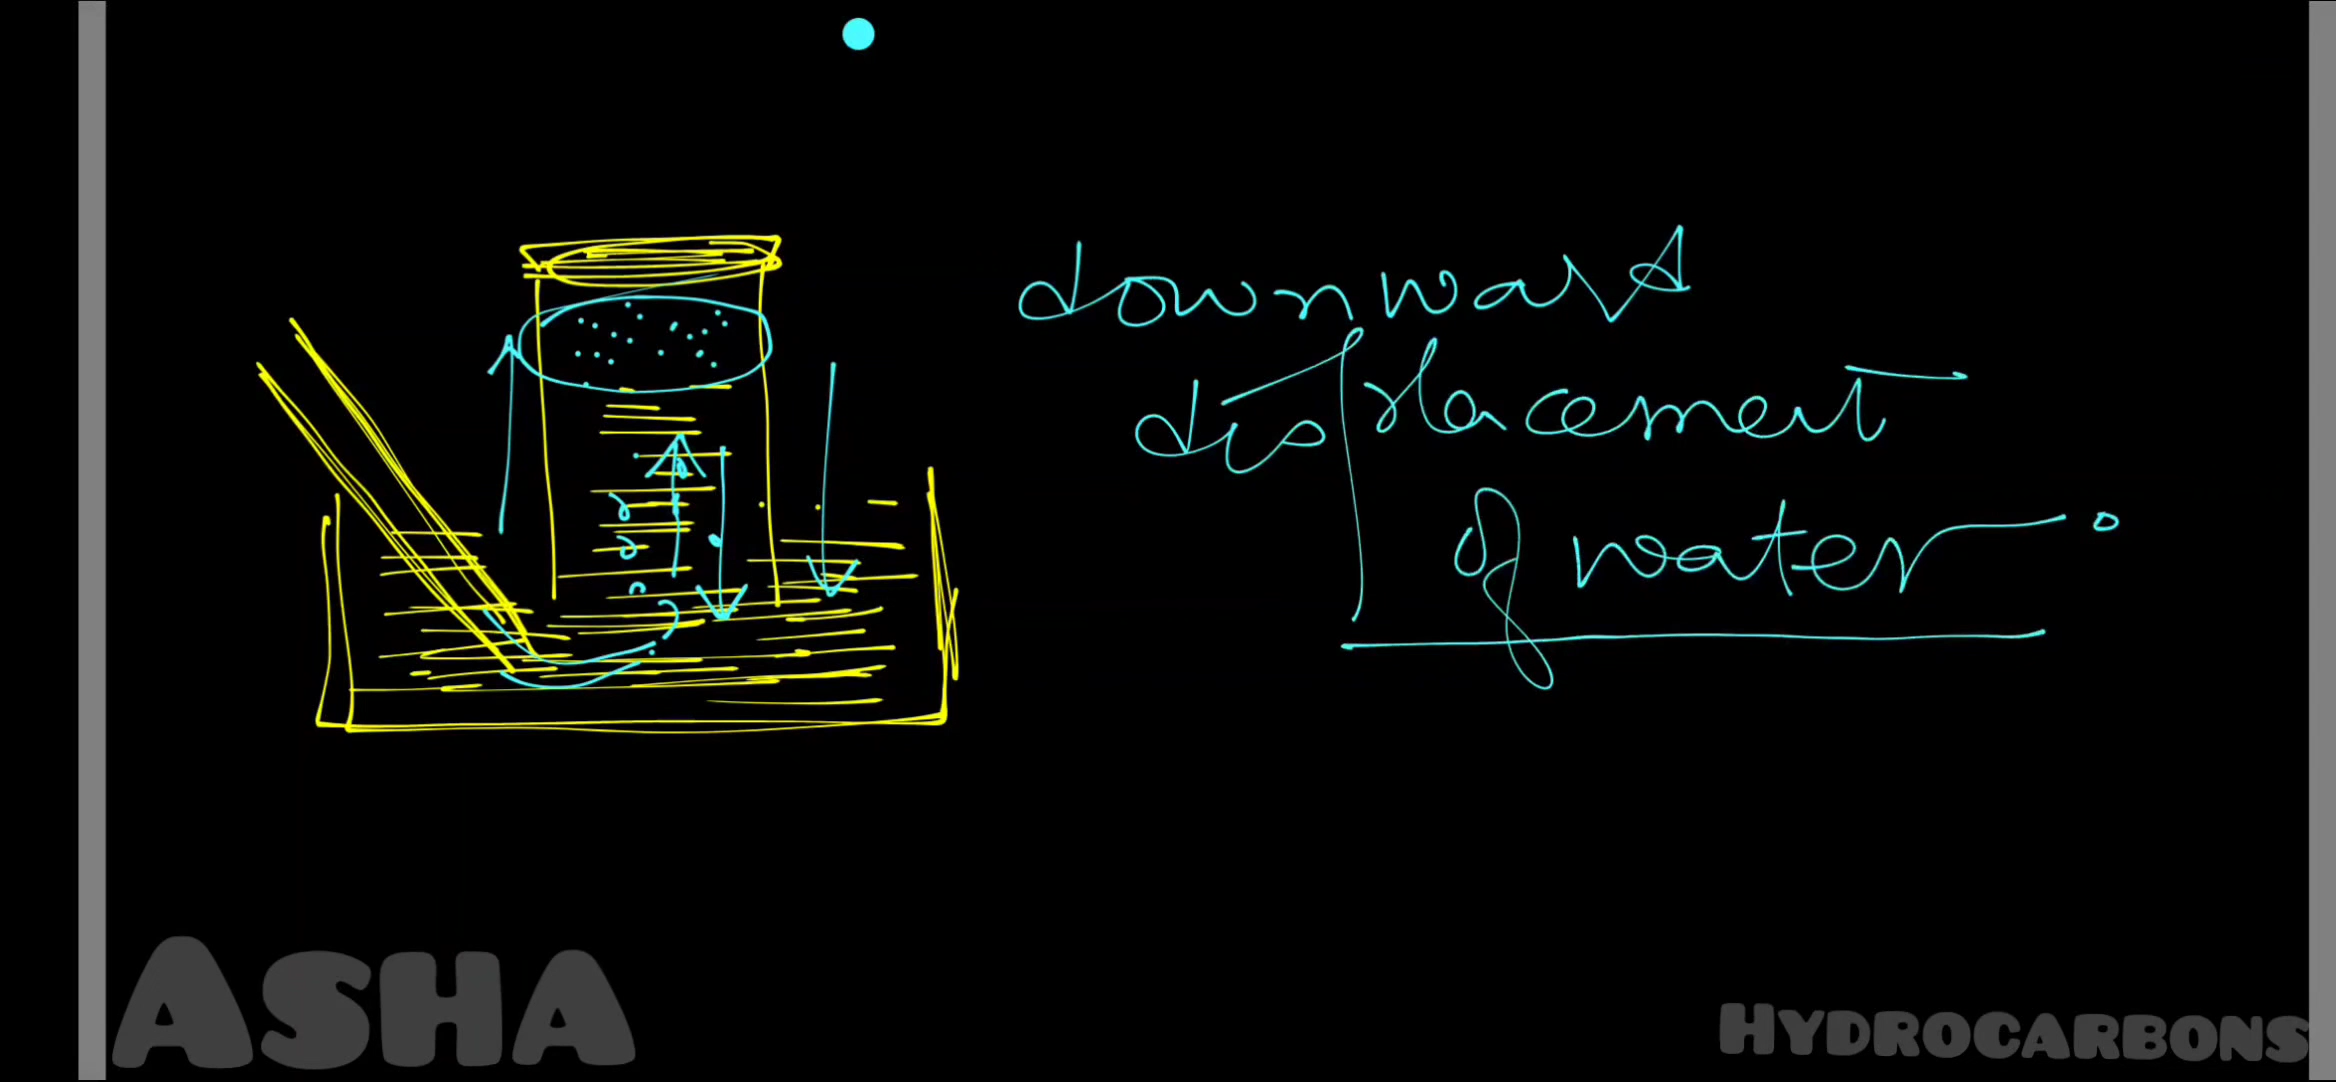 downward
displacement
of water.
ASHA
HYDROCARBONS